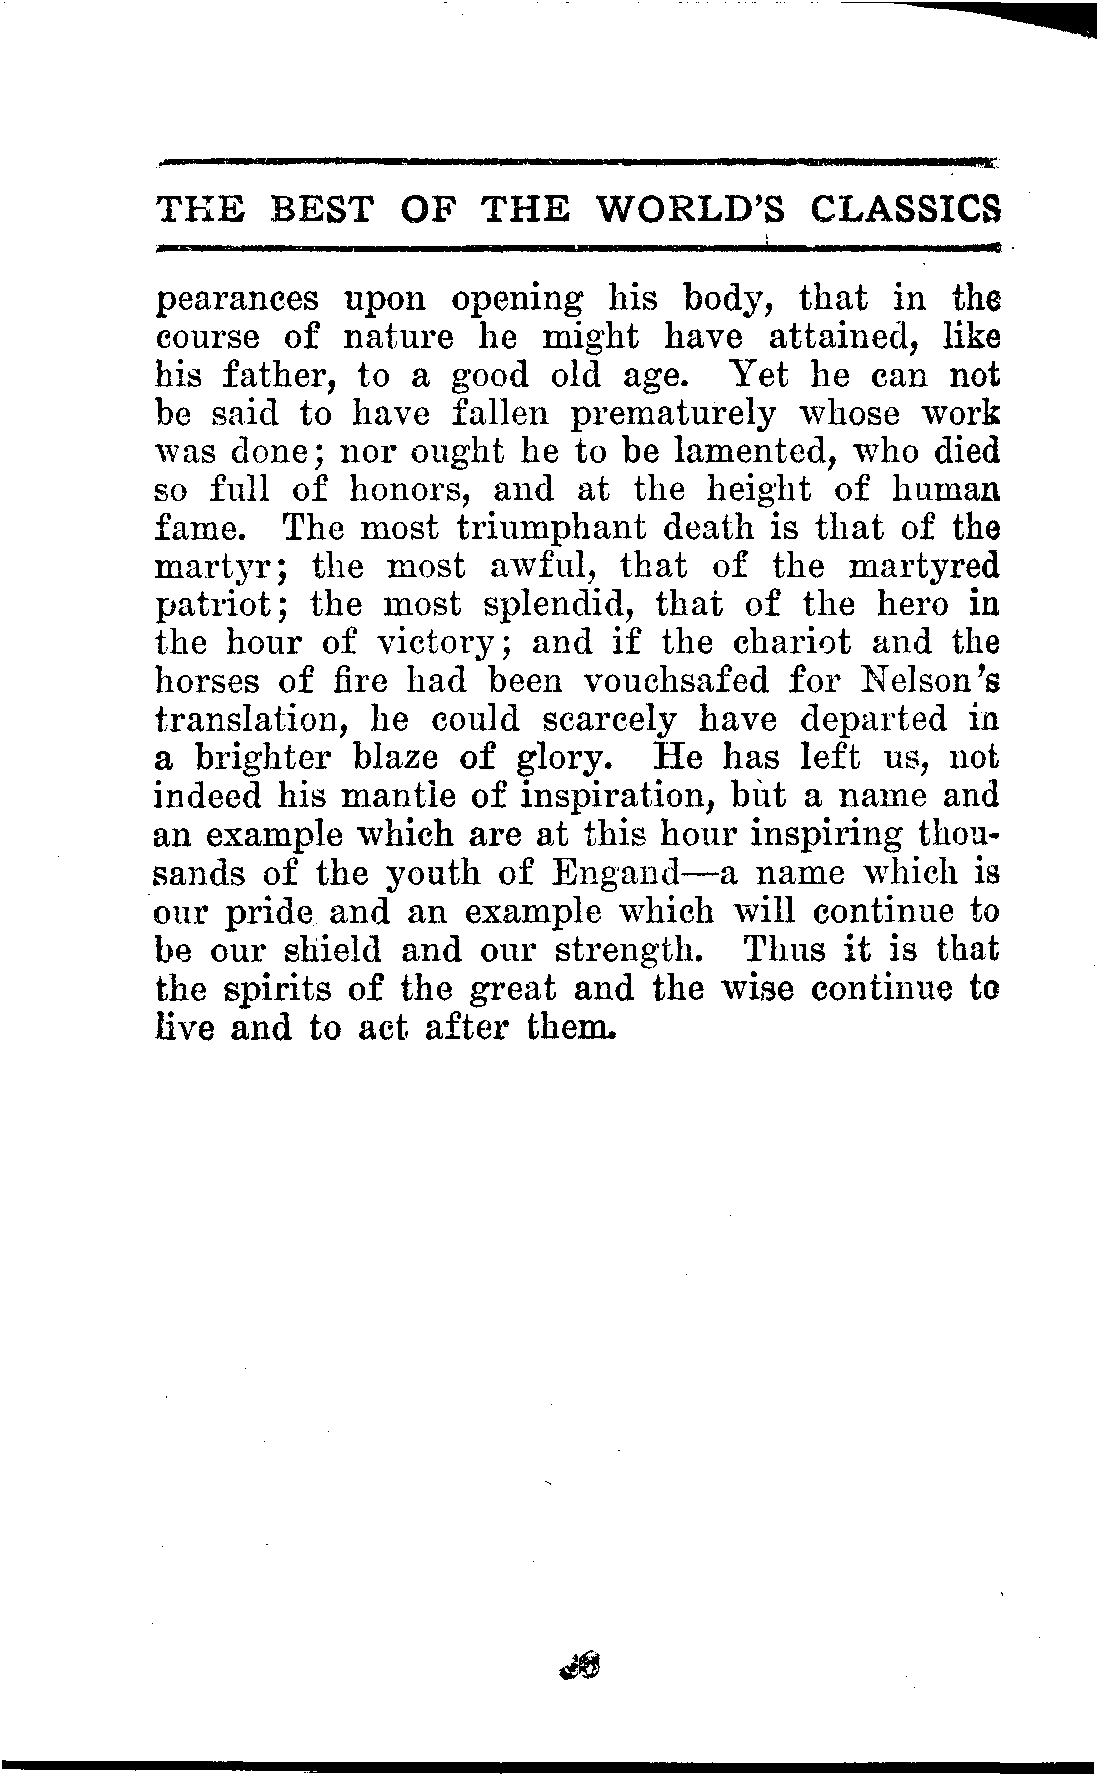 THE BEST OF THE WORLD'S CLASSICS
pearances upon opening his body, that in the
course of nature he might have attained, like
his father, to a good old age. Yet he can not
be said to have fallen prematurely whose work
was done; nor ought he to be lamented, who died
so full of honors, and at the height of human
fame. The most triumphant death is that of the
martyr; the most awful, that of the martyred
patriot; the most splendid, that of the hero in
the hour of victory; and if the chariot and the
horses of fire had been vouchsafed for Nelson's
translation, he could scarcely have departed in
a brighter blaze of glory. He has left us, not
indeed his mantle of inspiration, but a name and
an example which are at this hour inspiring thou-
sands of the youth of Engand—a name which is
our pride and an example which will continue to
be our shield and our strength. Thus it is that
the spirits of the great and the wise continue to
live and to act after them.